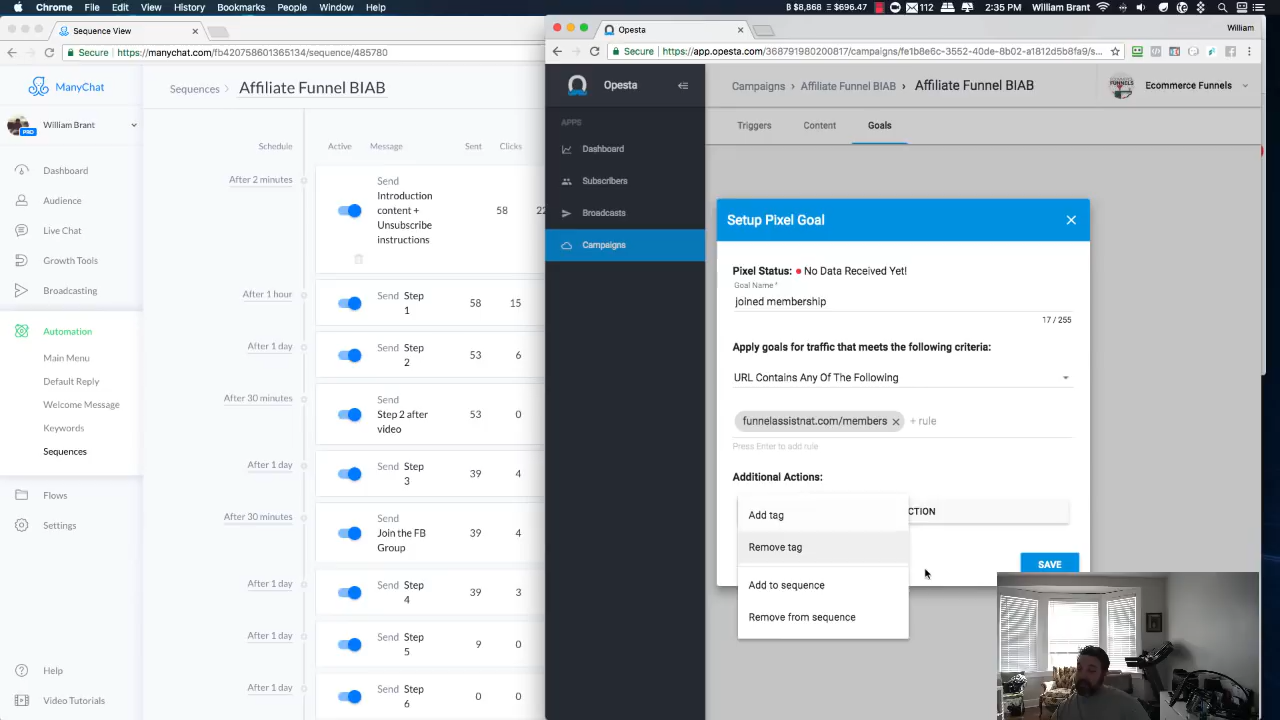 Chrome File Edit View History Bookmarks People Window Help
$8,868 $696.47 112 2:35 PM William Brant
Sequence View
Secure https://manychat.com/fb420758601365134/sequence/485780
ManyChat
William Brant
PRO
Dashboard
Audience
Live Chat
Growth Tools
Broadcasting
Automation
Main Menu
Default Reply
Welcome Message
Keywords
Sequences
Flows
Settings
Help
Video Tutorials
Sequences Affiliate Funnel BIAB
Schedule Active Message Sent Clicks
After 2 minutes
Send
Introduction
content +
Unsubscribe
instructions
58 22
After 1 hour
Send Step
1
58 15
After 1 day
Send Step
2
53 6
After 30 minutes
Send
Step 2 after
video
53 0
After 1 day
Send Step
3
39 4
After 30 minutes
Send
Join the FB
Group
39 4
After 1 day
Send Step
4
39 3
After 1 day
Send Step
5
9 0
After 1 day
Send Step
6
0 0
Opesta
William
Secure https://app.opesta.com/368791980200817/campaigns/fe1b8e6c-3552-40de-8b02-a1812d5b8fa9/s...
Opesta
APPS
Dashboard
Subscribers
Broadcasts
Campaigns
Campaigns › Affiliate Funnel BIAB › Affiliate Funnel BIAB
Ecommerce Funnels
Triggers Content Goals
Setup Pixel Goal
Pixel Status: No Data Received Yet!
Goal Name *
joined membership
17 / 255
Apply goals for traffic that meets the following criteria:
URL Contains Any Of The Following
funnelassistnat.com/members + rule
Press Enter to add rule
Additional Actions:
CTION
Add tag
Remove tag
Add to sequence
Remove from sequence
SAVE